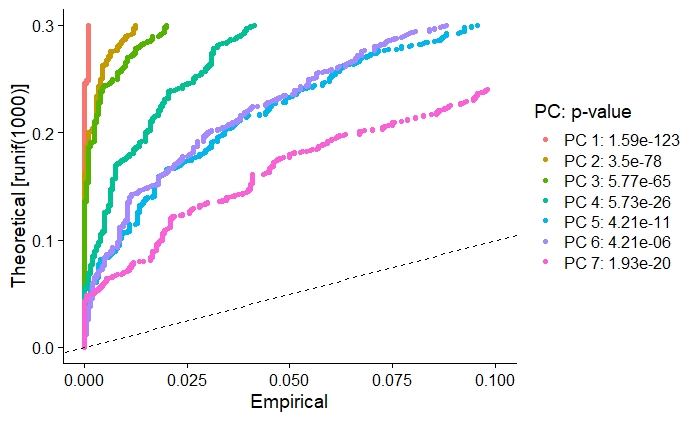 0.3
0.2
0.1
0.0
Theoretical [runif(1000)]
0.000
0.025
0.050
0.075
0.100
Empirical
PC: p-value
PC 1: 1.59e-123
PC 2: 3.5e-78
PC 3: 5.77e-65
PC 4: 5.73e-26
PC 5: 4.21e-11
PC 6: 4.21e-06
PC 7: 1.93e-20